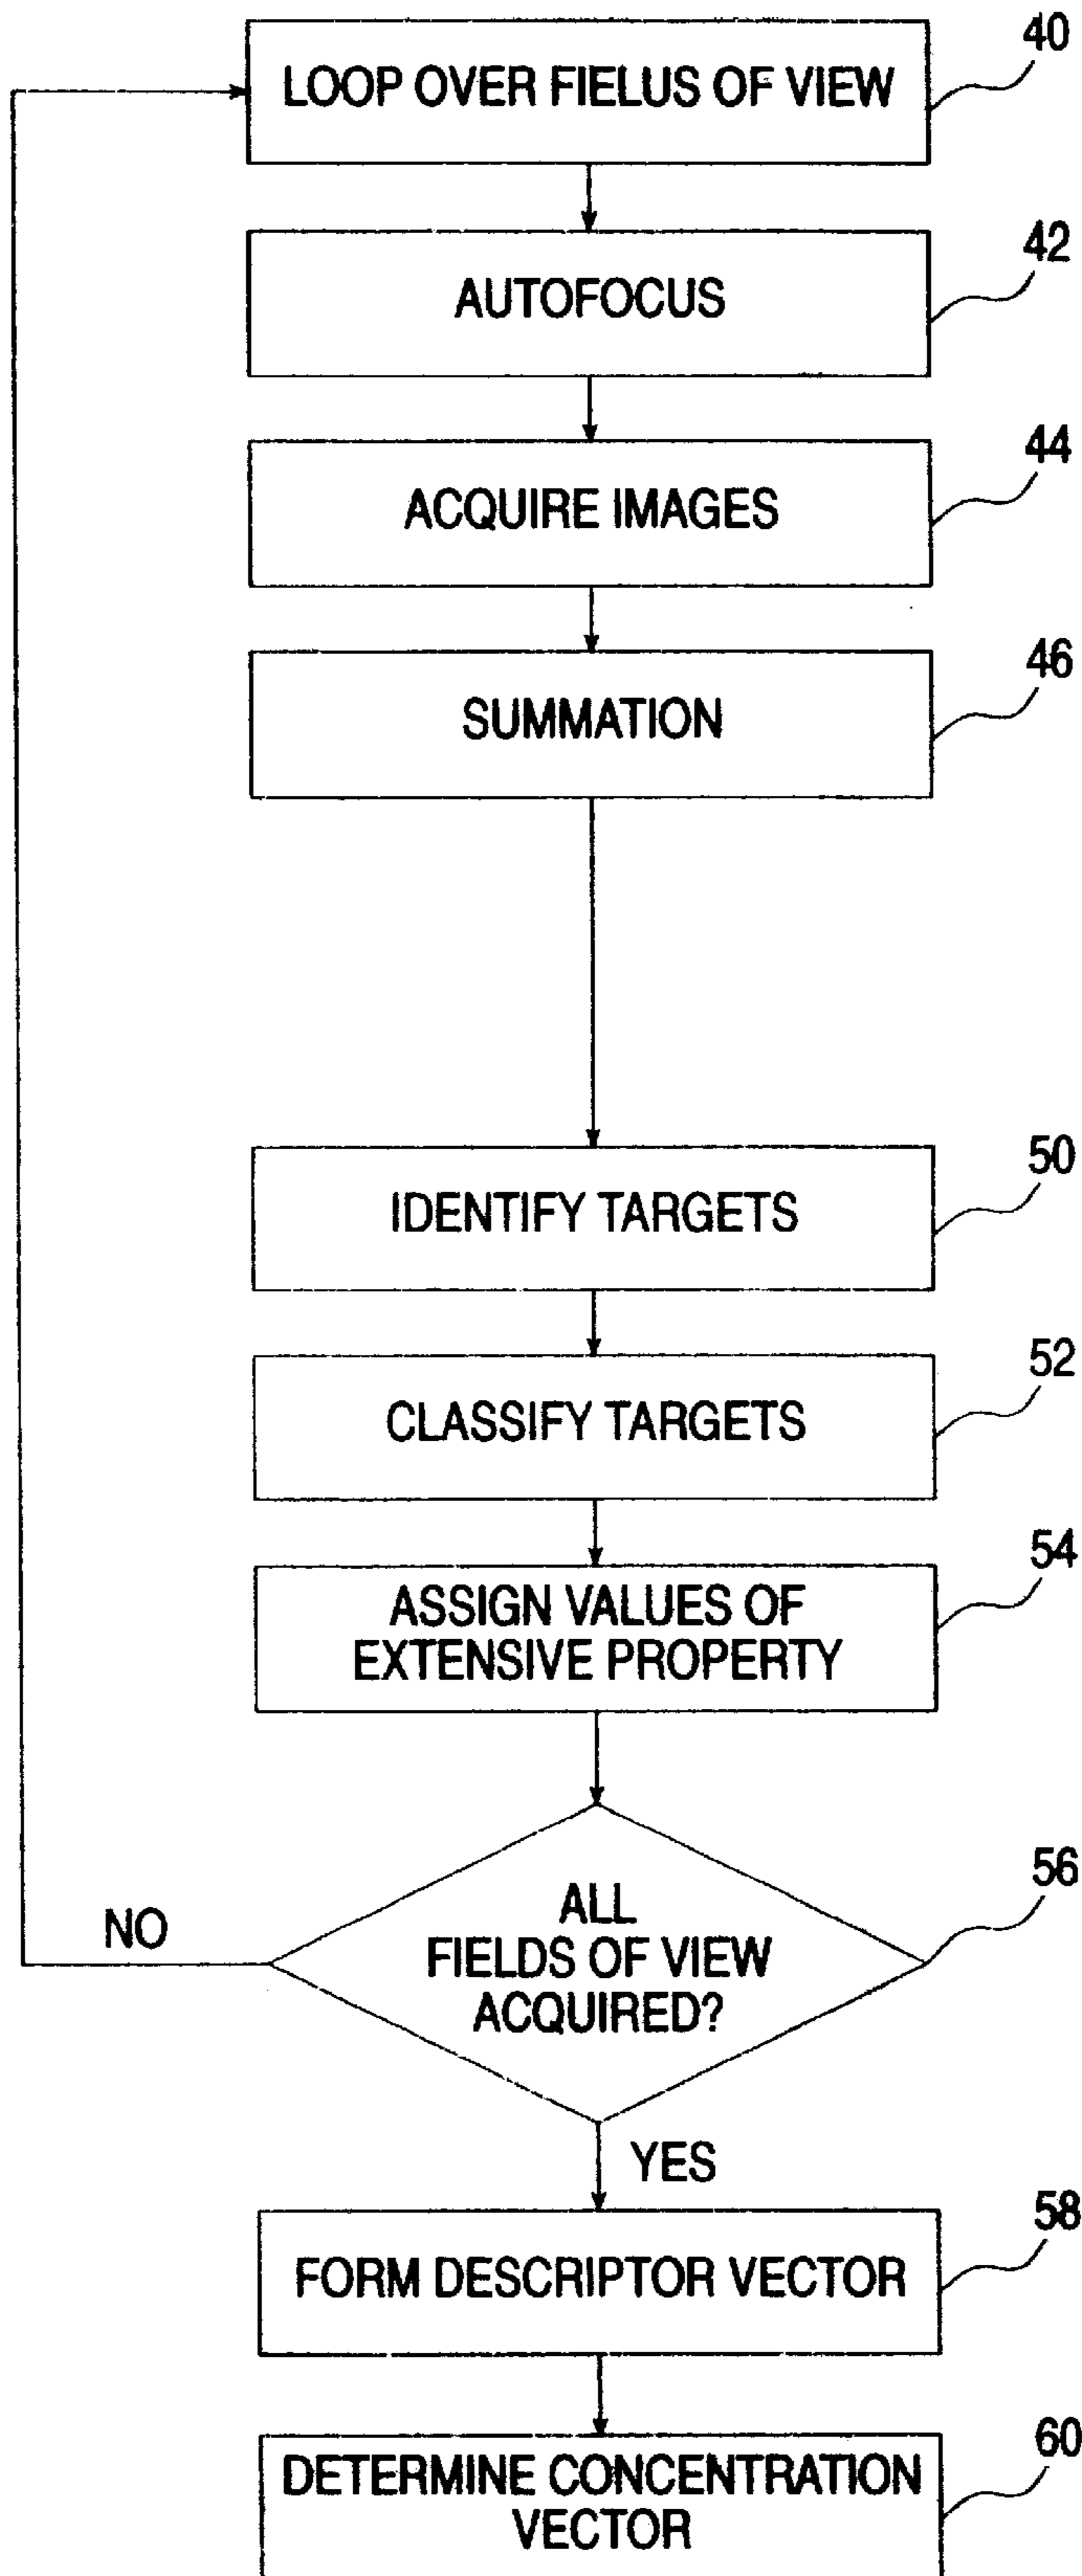 40
LOOP OVER FIELUS OF VIEW
42
AUTOFOCUS
44
ACQUIRE IMAGES
46
SUMMATION
50
IDENTIFY TARGETS
52
CLASSIFY TARGETS
54
ASSIGN VALUES OF
EXTENSIVE PROPERTY
56
ALL
FIELDS OF VIEW
ACQUIRED?
NO
YES
58
FORM DESCRIPTOR VECTOR
60
DETERMINE CONCENTRATION
VECTOR